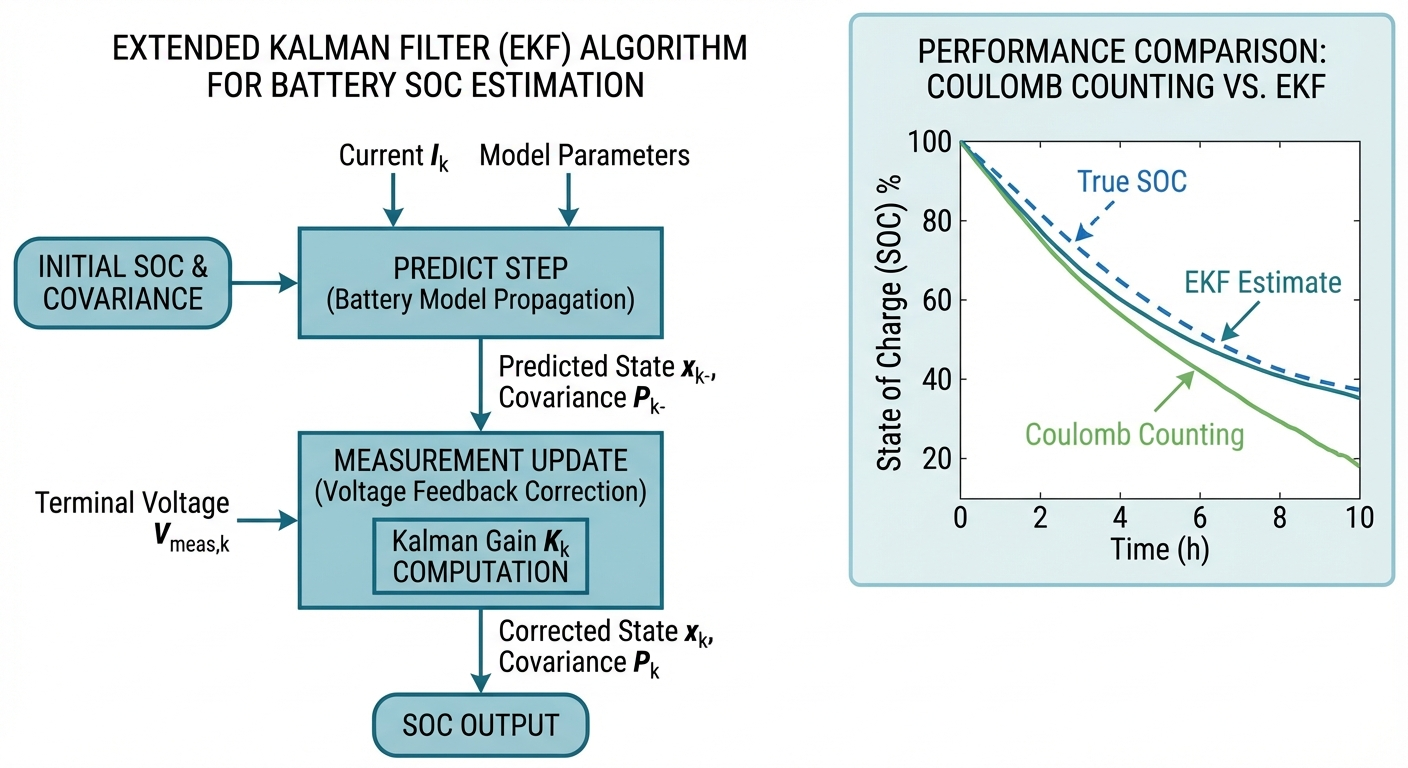 EXTENDED KALMAN FILTER (EKF) ALGORITHM
FOR BATTERY SOC ESTIMATION
Current Ik
Model Parameters
INITIAL SOC &
COVARIANCE
PREDICT STEP
(Battery Model Propagation)
Predicted State xk-,
Covariance Pk-
MEASUREMENT UPDATE
(Voltage Feedback Correction)
Terminal Voltage
Vmeas,k
Kalman Gain Kk
COMPUTATION
Corrected State xk,
Covariance Pk
SOC OUTPUT
PERFORMANCE COMPARISON:
COULOMB COUNTING VS. EKF
State of Charge (SOC) %
100
80
60
40
20
True SOC
EKF Estimate
Coulomb Counting
0 2 4 6 8 10
Time (h)